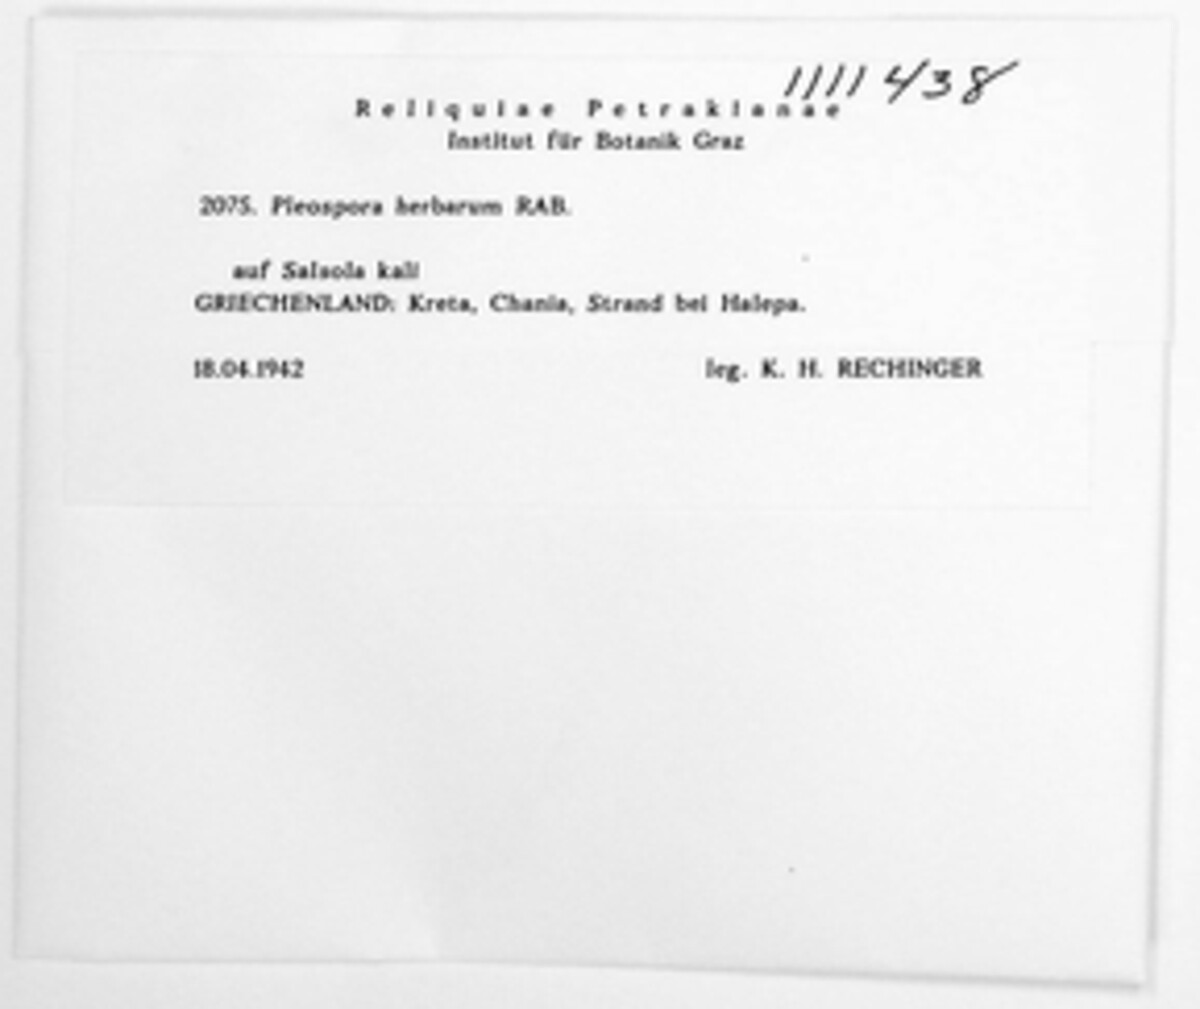 1111438
Reliquiae Petrakianae
Institut für Botanik Graz
2075. Pleospora herbarum RAB.
auf Salsola kali
GRIECHENLAND: Kreta, Chania, Strand bei Halepa.
18.04.1942 leg. K. H. RECHINGER